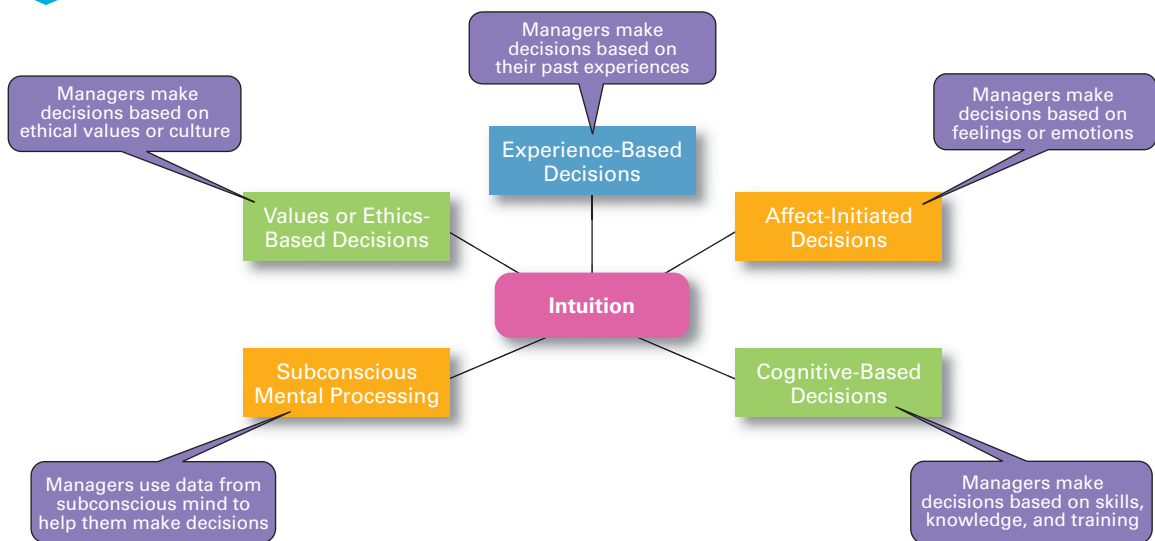 Managers make
decisions based on
their past experiences
Managers make
decisions based on
ethical values or culture
Managers make
decisions based on
feelings or emotions
Experience-Based
Decisions
Values or Ethics-
Based Decisions
Affect-Initiated
Decisions
Intuition
Subconscious
Mental Processing
Cognitive-Based
Decisions
Managers use data from
subconscious mind to
help them make decisions
Managers make
decisions based on skills,
knowledge, and training